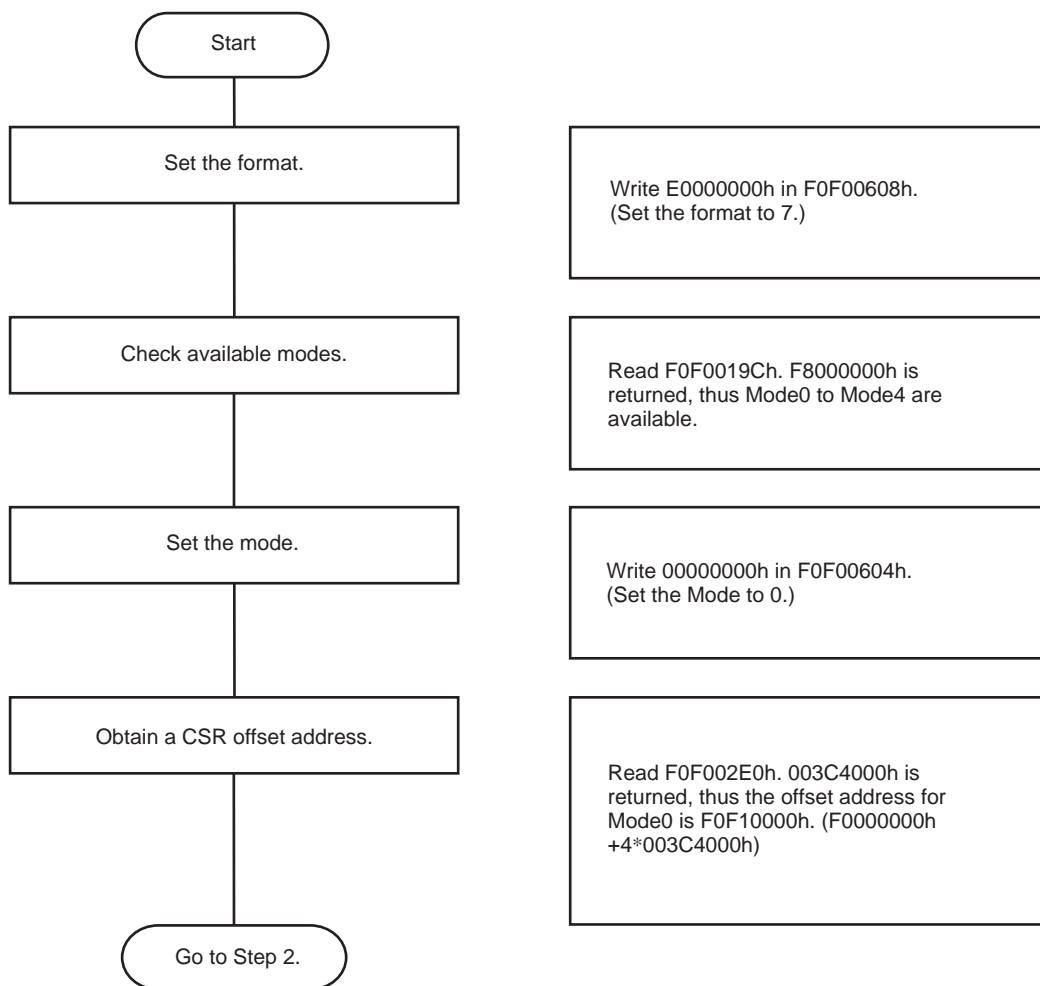 Start
Set the format.
Write E0000000h in F0F00608h.
(Set the format to 7.)
Check available modes.
Read F0F0019Ch. F8000000h is
returned, thus Mode0 to Mode4 are
available.
Set the mode.
Write 00000000h in F0F00604h.
(Set the Mode to 0.)
Obtain a CSR offset address.
Read F0F002E0h. 003C4000h is
returned, thus the offset address for
Mode0 is F0F10000h. (F0000000h
+4*003C4000h)
Go to Step 2.